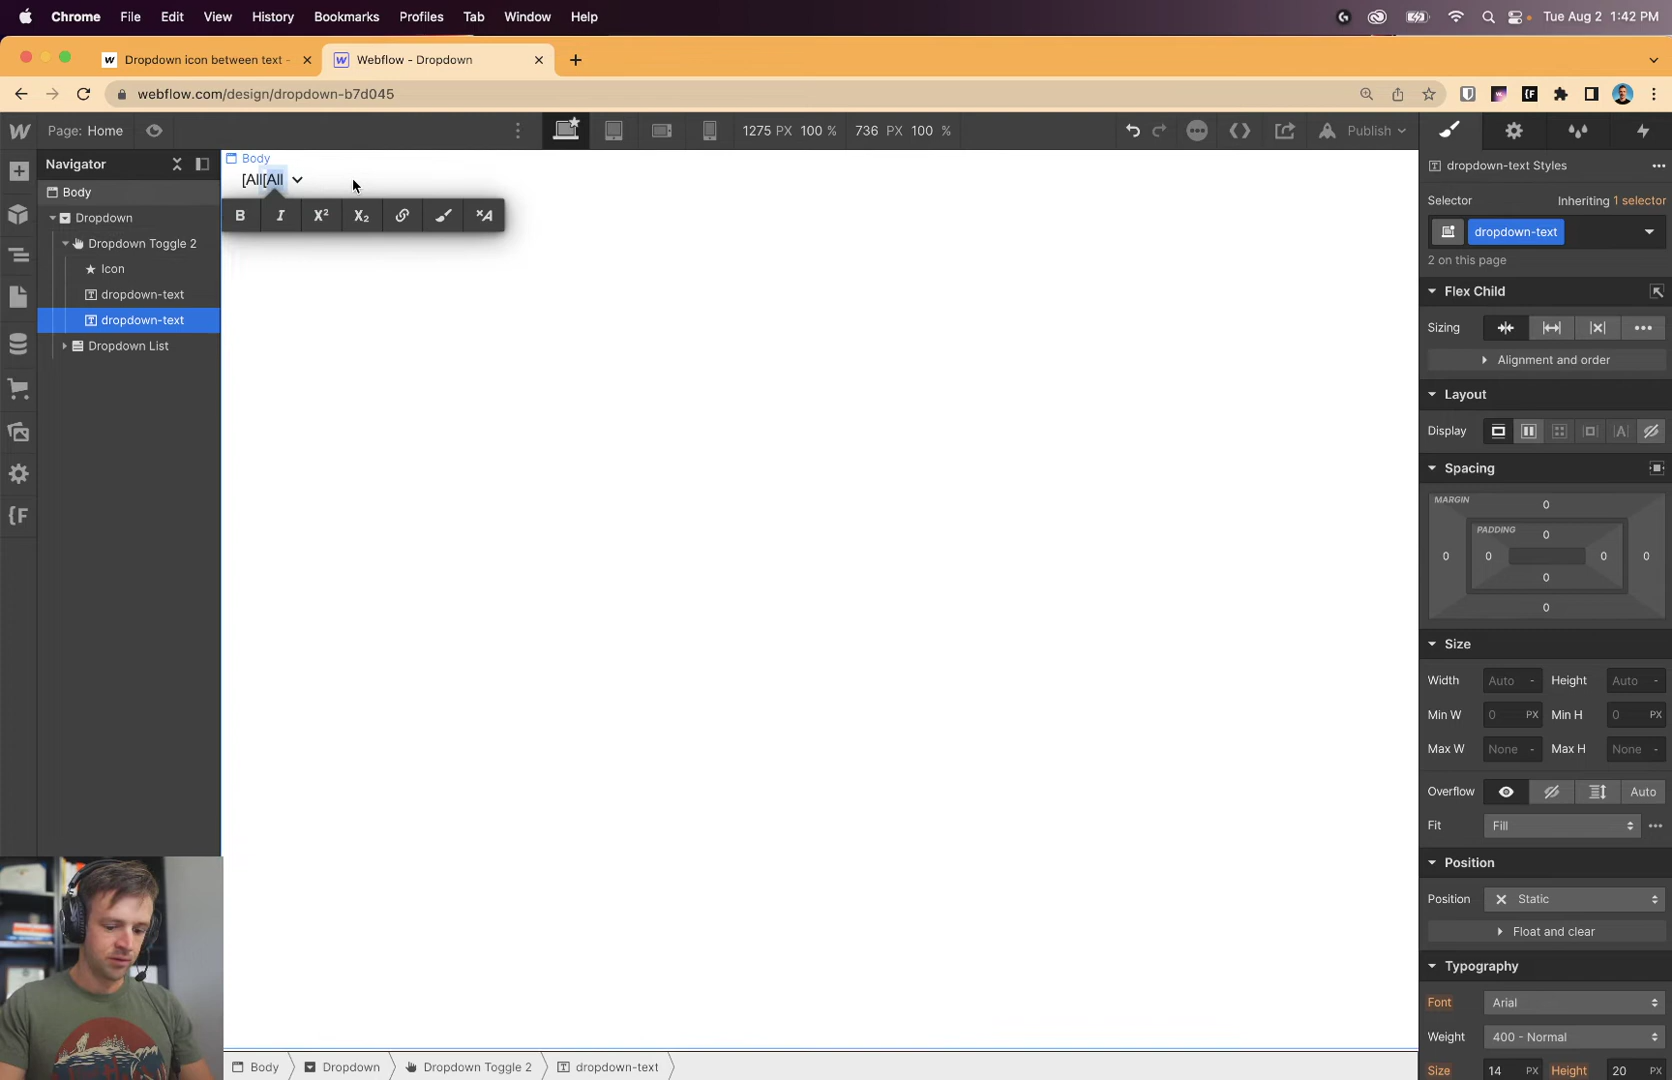 Chrome File Edit View History Bookmarks Profiles Tab Window Help Tue Aug 2 1:42 PM
Dropdown icon between text - Webflow - Dropdown
webflow.com/design/dropdown-b7d045
Page: Home 1275 PX 100 % 736 PX 100 % Publish
Navigator
Body
Dropdown
Dropdown Toggle 2
Icon
dropdown-text
dropdown-text
Dropdown List
Body
[All[All
B I X² X₂
dropdown-text Styles
Selector Inheriting 1 selector
dropdown-text
2 on this page
Flex Child
Sizing
Alignment and order
Layout
Display
Spacing
MARGIN
0
PADDING
0
0 0 0 0
0
0
Size
Width Auto - Height Auto -
Min W 0 PX Min H 0 PX
Max W None - Max H None -
Overflow Auto
Fit Fill
Position
Position Static
Float and clear
Typography
Font Arial
Weight 400 - Normal
Size 14 PX Height 20 PX
Body Dropdown Dropdown Toggle 2 dropdown-text